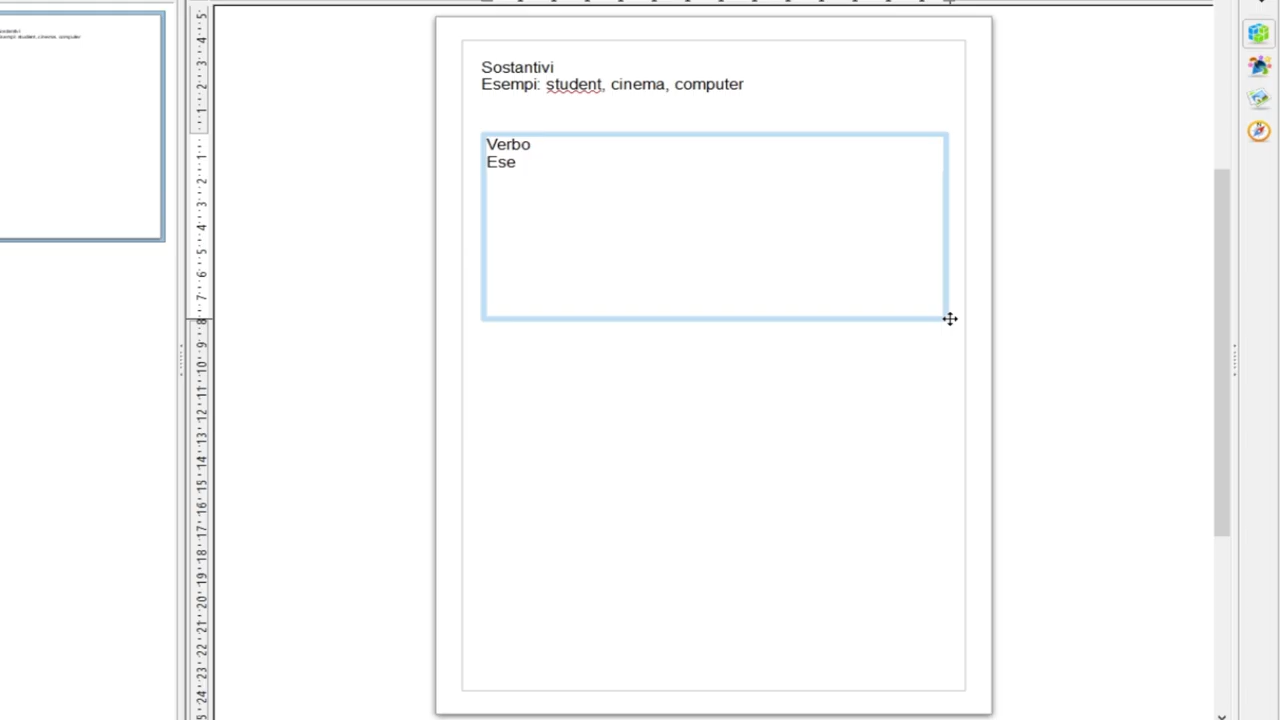 Sostantivi
Esempi: student, cinema, computer
Verbo
Ese